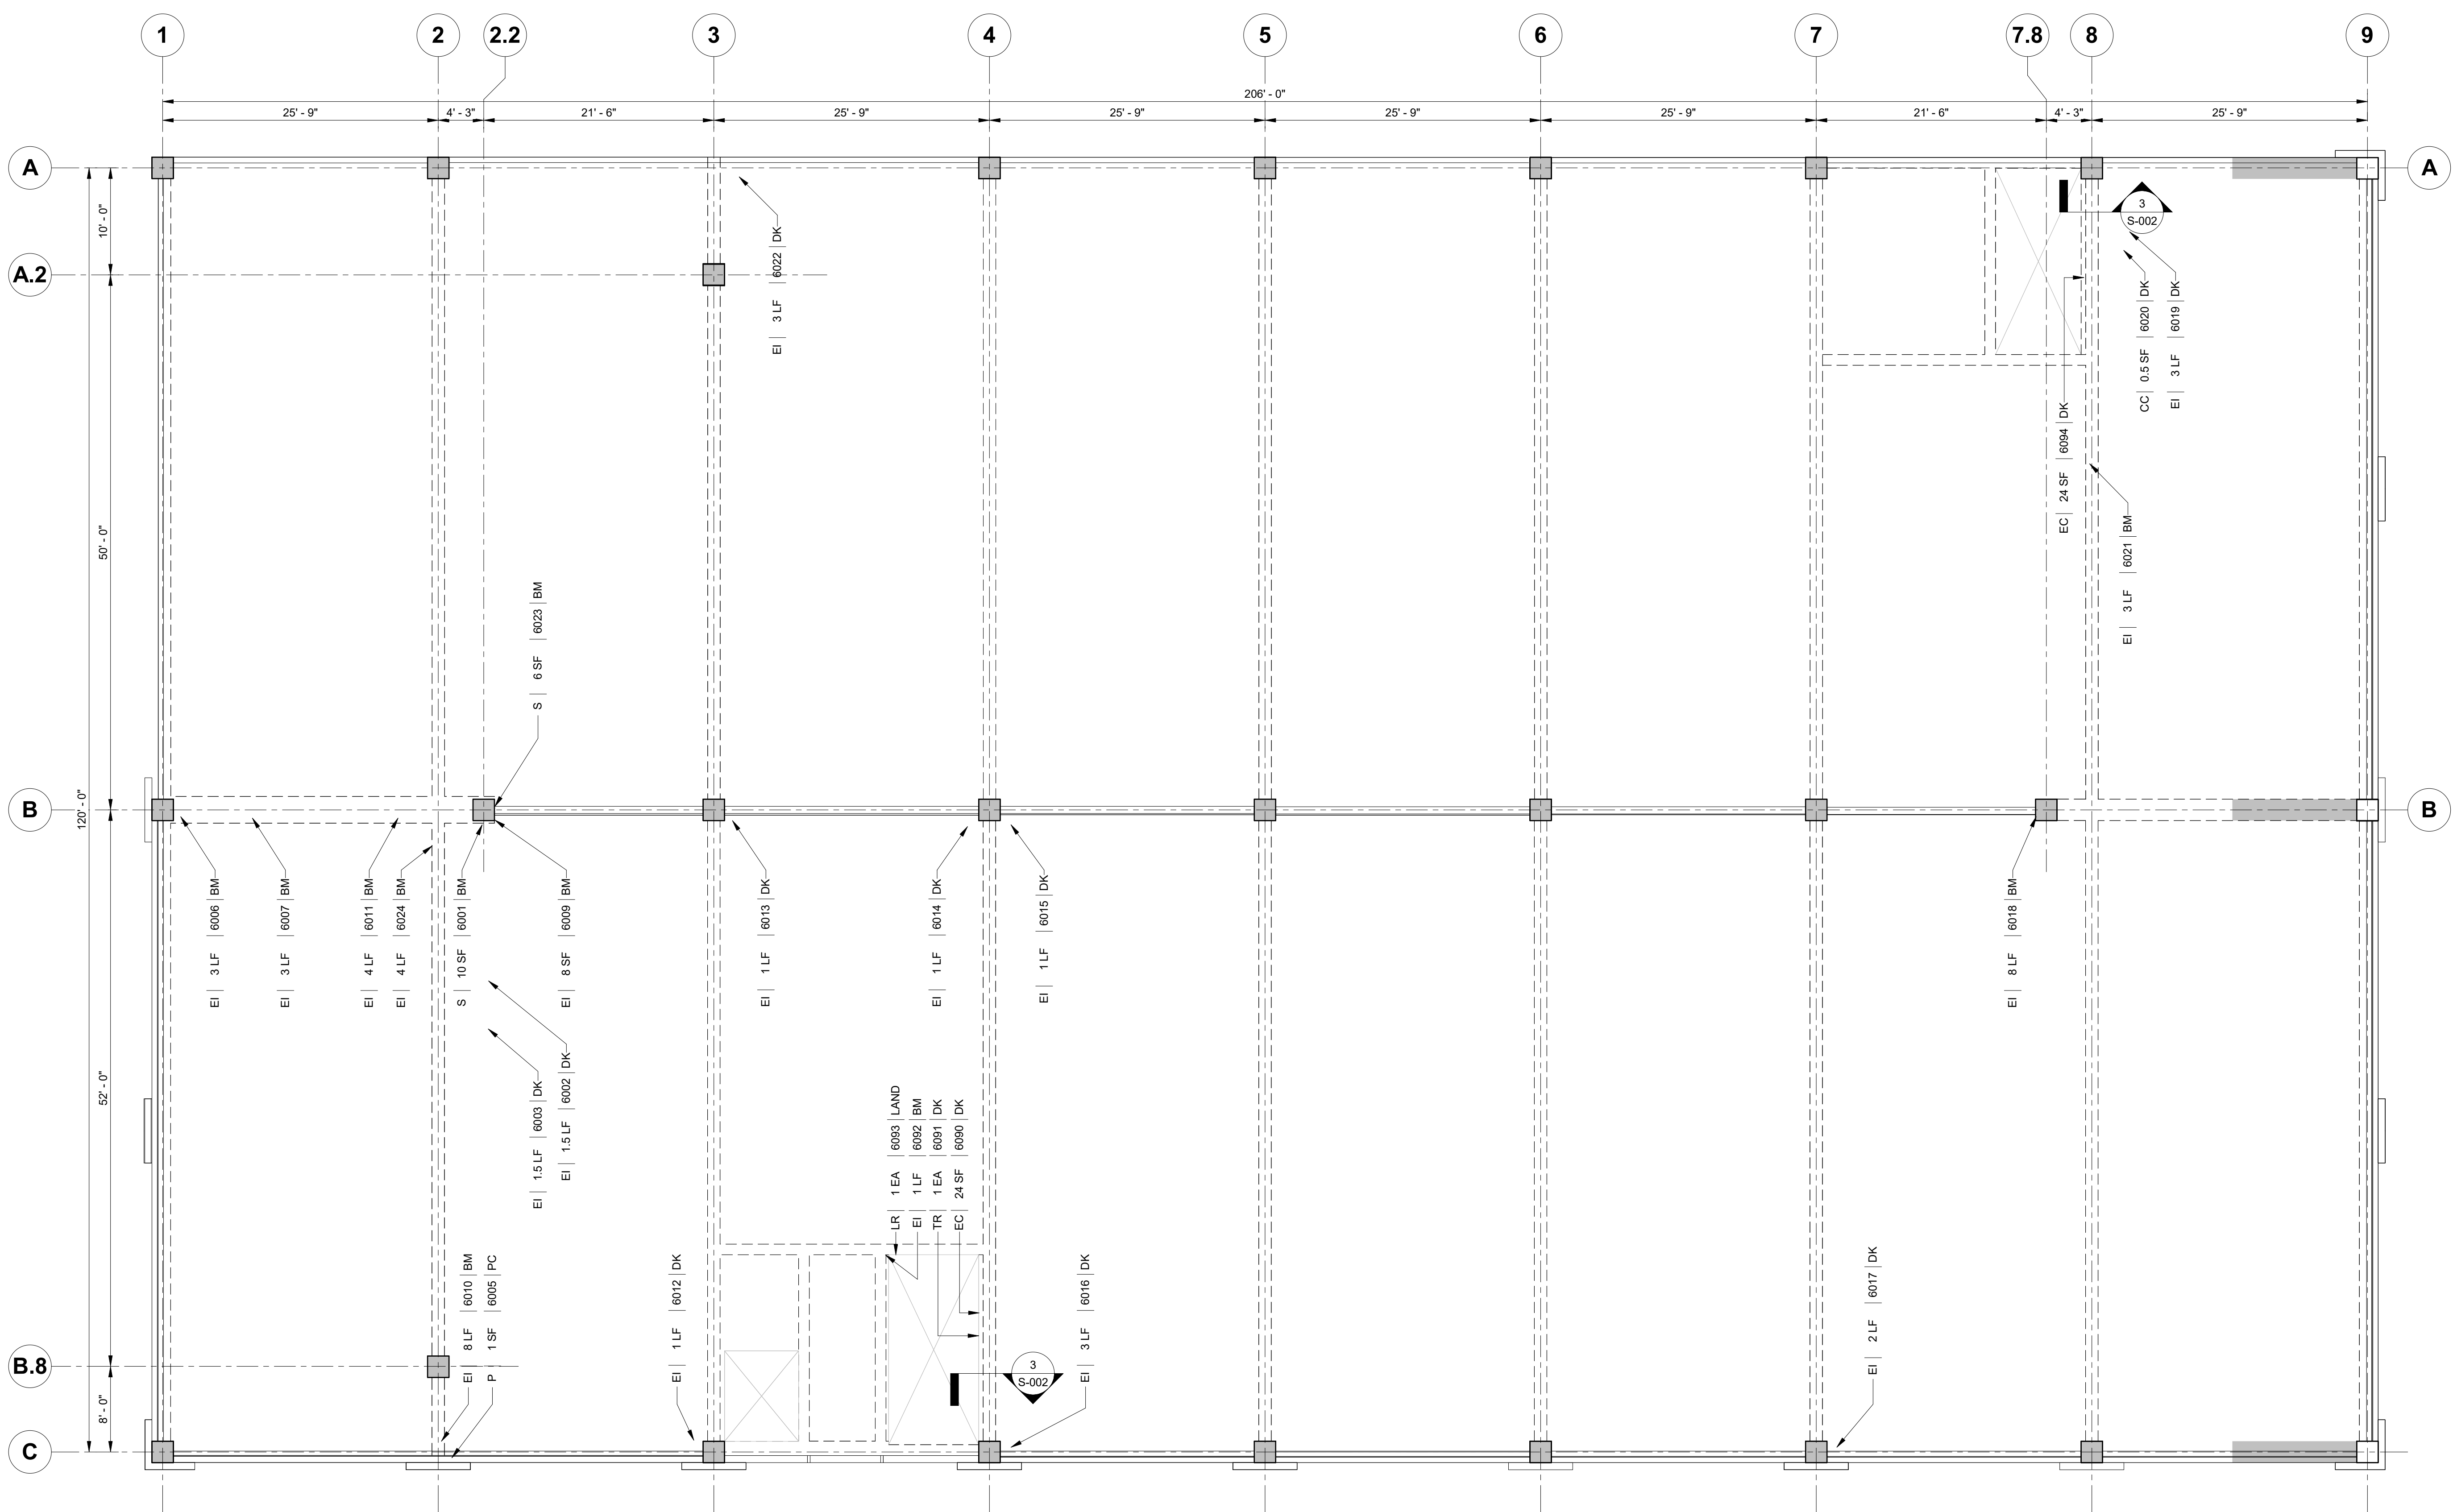 1
2
2.2
3
4
5
6
7
7.8
8
9
206' - 0"
25' - 9"
4' - 3"
21' - 6"
25' - 9"
25' - 9"
25' - 9"
25' - 9"
21' - 6"
4' - 3"
25' - 9"
A
A
A.2
B
B
B.8
C
10' - 0"
50' - 0"
120' - 0"
52' - 0"
8' - 0"
EI 3 LF 6022 DK
3
S-002
EC 24 SF 6094 DK
CC 0.5 SF 6020 DK
EI 3 LF 6019 DK
EI 3 LF 6021 BM
S 6 SF 6023 BM
EI 3 LF 6006 BM
EI 3 LF 6007 BM
EI 4 LF 6011 BM
EI 4 LF 6024 BM
S 10 SF 6001 BM
EI 8 SF 6009 BM
EI 1 LF 6013 DK
EI 1 LF 6014 DK
EI 1 LF 6015 DK
EI 8 LF 6018 BM
EI 1.5 LF 6003 DK
EI 1.5 LF 6002 DK
LR 1 EA 6093 LAND
EI 1 LF 6092 BM
TR 1 EA 6091 DK
EC 24 SF 6090 DK
EI 8 LF 6010 BM
P 1 SF 6005 PC
EI 1 LF 6012 DK
3
S-002
EI 3 LF 6016 DK
EI 2 LF 6017 DK